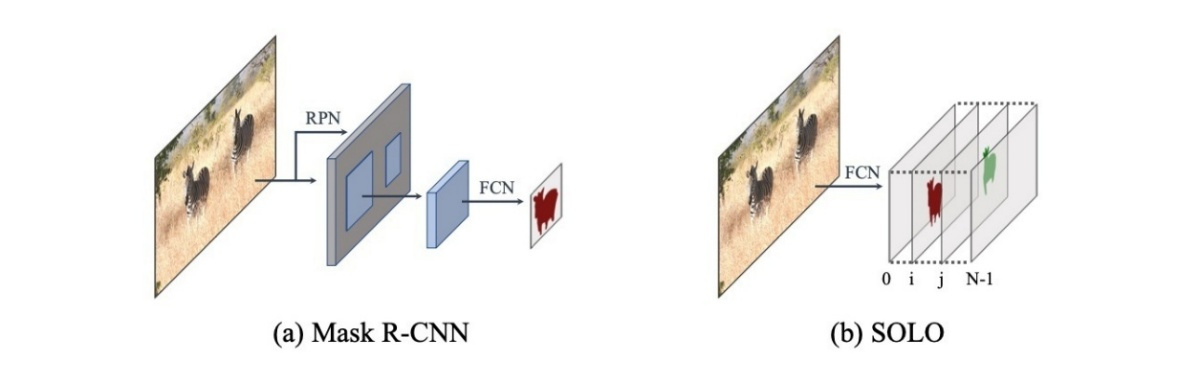 RPN
FCN
(a) Mask R-CNN
FCN
0 i j N-1
(b) SOLO